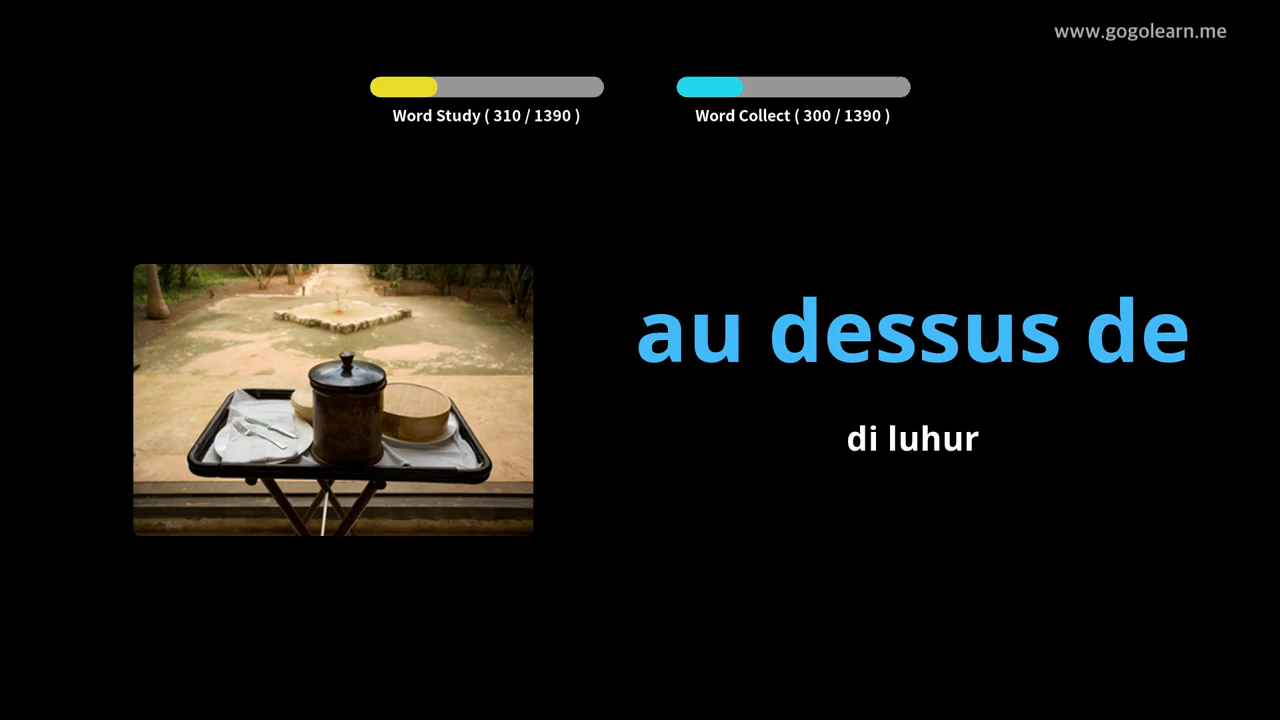 www.gogolearn.me
Word Study ( 310 / 1390 )
Word Collect ( 300 / 1390 )
au dessus de
di luhur